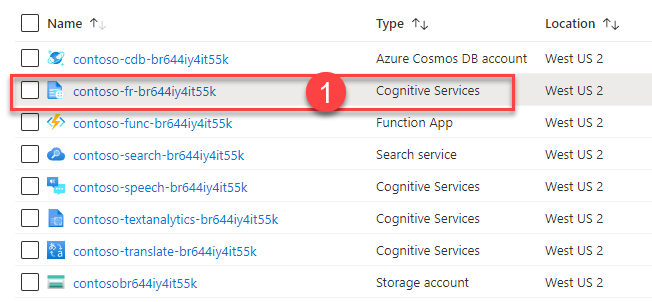 Name ↑ Type ↑↓ Location ↑↓
contoso-cdb-br644iy4it55k Azure Cosmos DB account West US 2
contoso-fr-br644iy4it55k 1 Cognitive Services West US 2
contoso-func-br644iy4it55k Function App West US 2
contoso-search-br644iy4it55k Search service West US 2
contoso-speech-br644iy4it55k Cognitive Services West US 2
contoso-textanalytics-br644iy4it55k Cognitive Services West US 2
contoso-translate-br644iy4it55k Cognitive Services West US 2
contosobr644iy4it55k Storage account West US 2